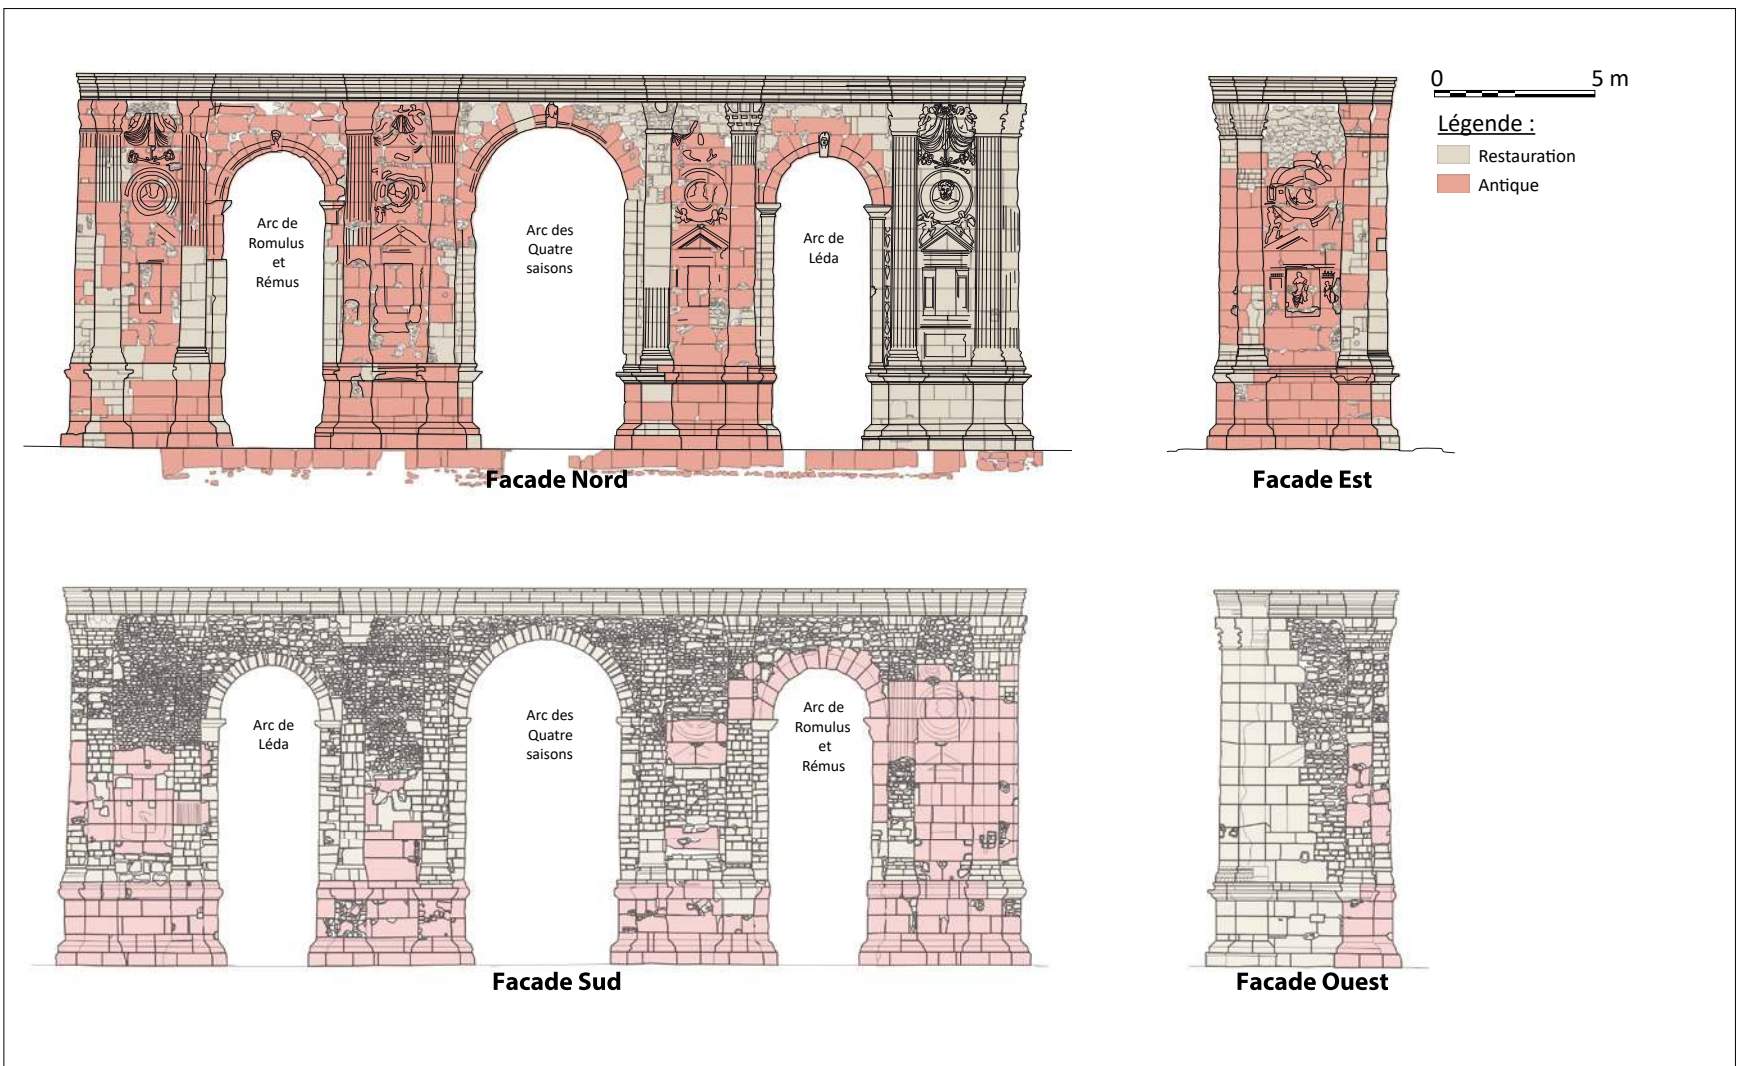 0 5 m
Légende :
Restauration
Antique
Arc de
Romulus
et
Rémus
Arc des
Quatre
saisons
Arc de
Léda
Facade Nord
Facade Est
Arc de
Léda
Arc des
Quatre
saisons
Arc de
Romulus
et
Rémus
Facade Sud
Facade Ouest